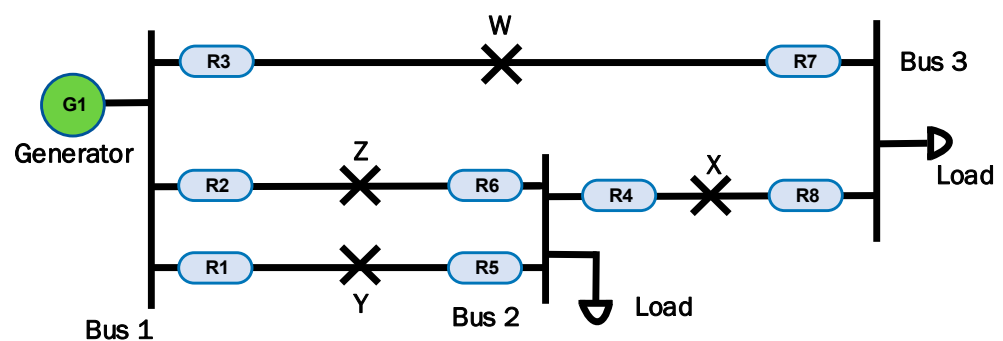 W
R3
R7
Bus 3
G1
Generator
Z
X
Load
R2
R6
R4
R8
R1
R5
Y
Bus 2
Load
Bus 1